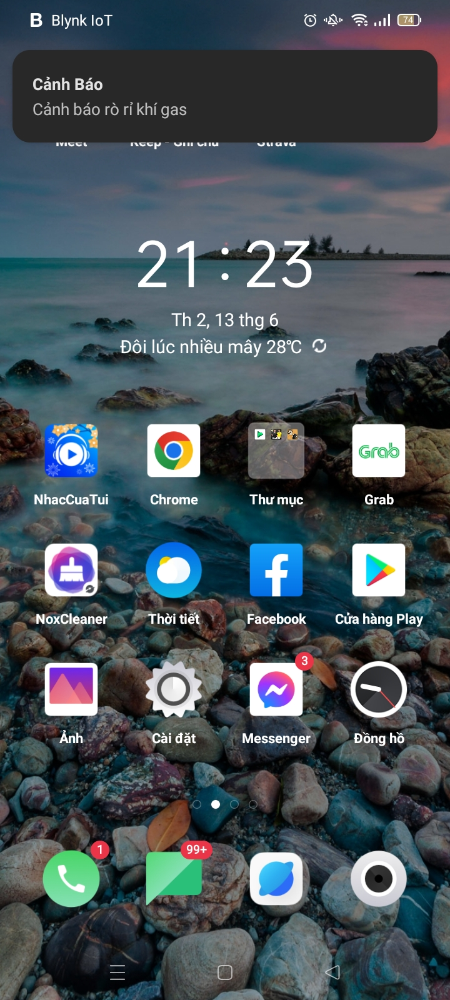 B Blynk IoT
74
Cảnh Báo
Cảnh báo rò rỉ khí gas
Meet Keep - Ghi chú Strava
21:23
Th 2, 13 thg 6
Đôi lúc nhiều mây 28℃
Grab
NhacCuaTui Chrome Thư mục Grab
NoxCleaner Thời tiết Facebook Cửa hàng Play
3
Ảnh Cài đặt Messenger Đồng hồ
1 99+